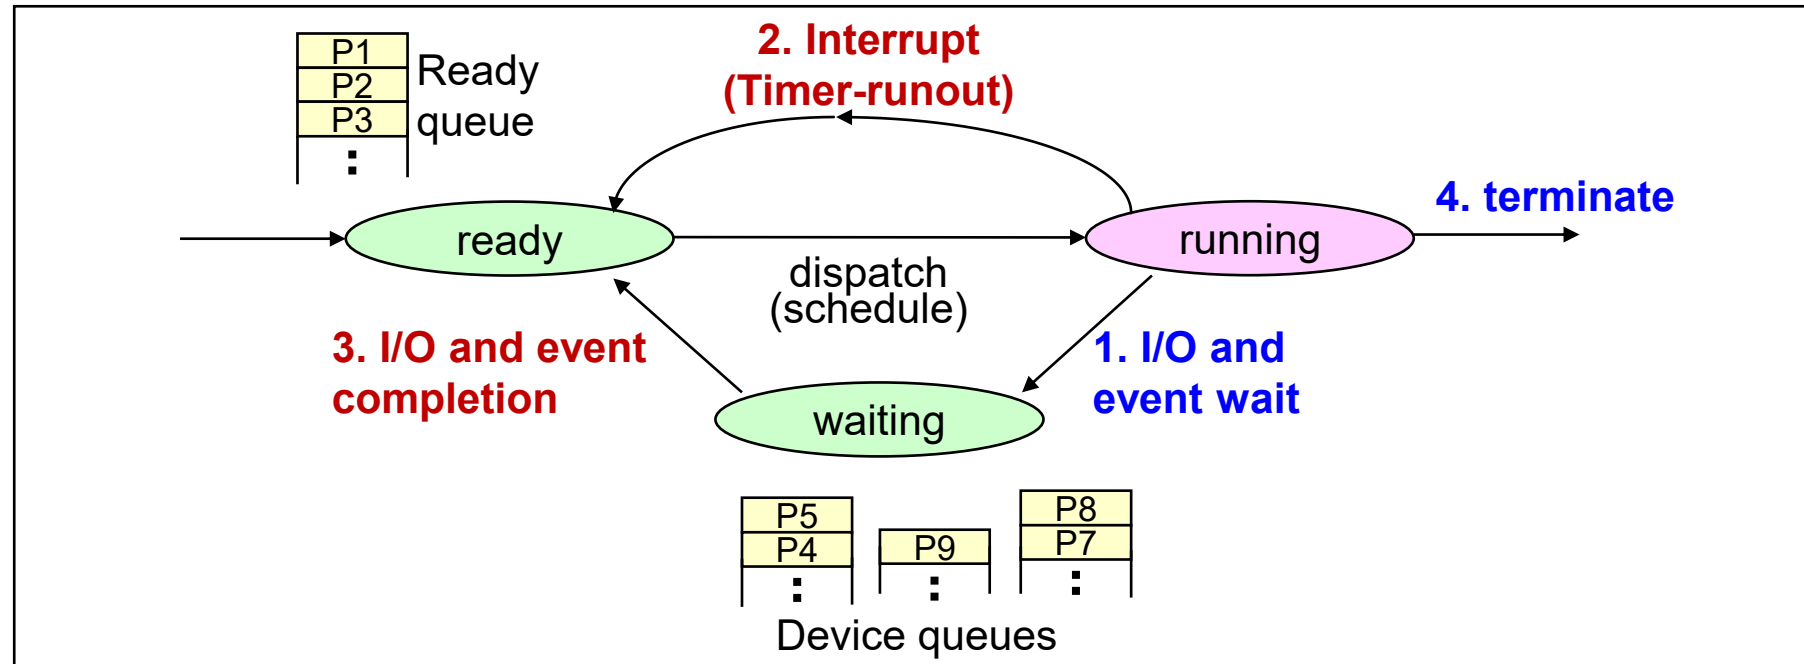 P1
P2
P3
:
Ready
queue
2. Interrupt
(Timer-runout)
4. terminate
ready
running
dispatch
(schedule)
3. I/O and event
completion
1. I/O and
event wait
waiting
P5
P4
:
P9
:
P8
P7
:
Device queues